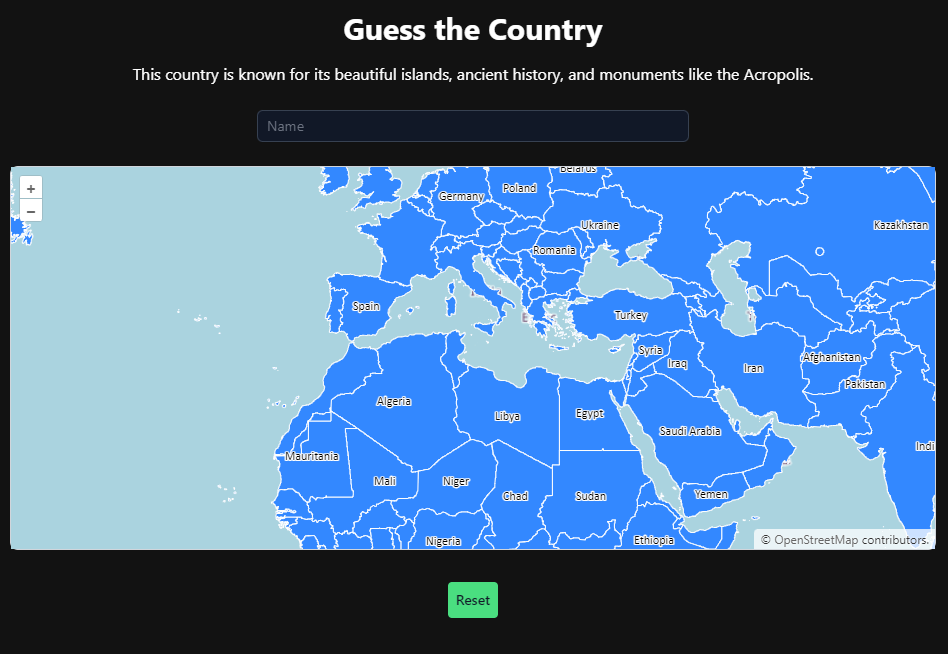 Guess the Country
This country is known for its beautiful islands, ancient history, and monuments like the Acropolis.
Name
+
−
Belarus
Poland
Germany
Ukraine
Kazakhstan
Romania
Spain
Turkey
Syria
Iraq
Iran
Afghanistan
Pakistan
Algeria
Libya
Egypt
Saudi Arabia
Indi
Mauritania
Mali
Niger
Chad
Sudan
Yemen
Nigeria
Ethiopia
© OpenStreetMap contributors.
Reset